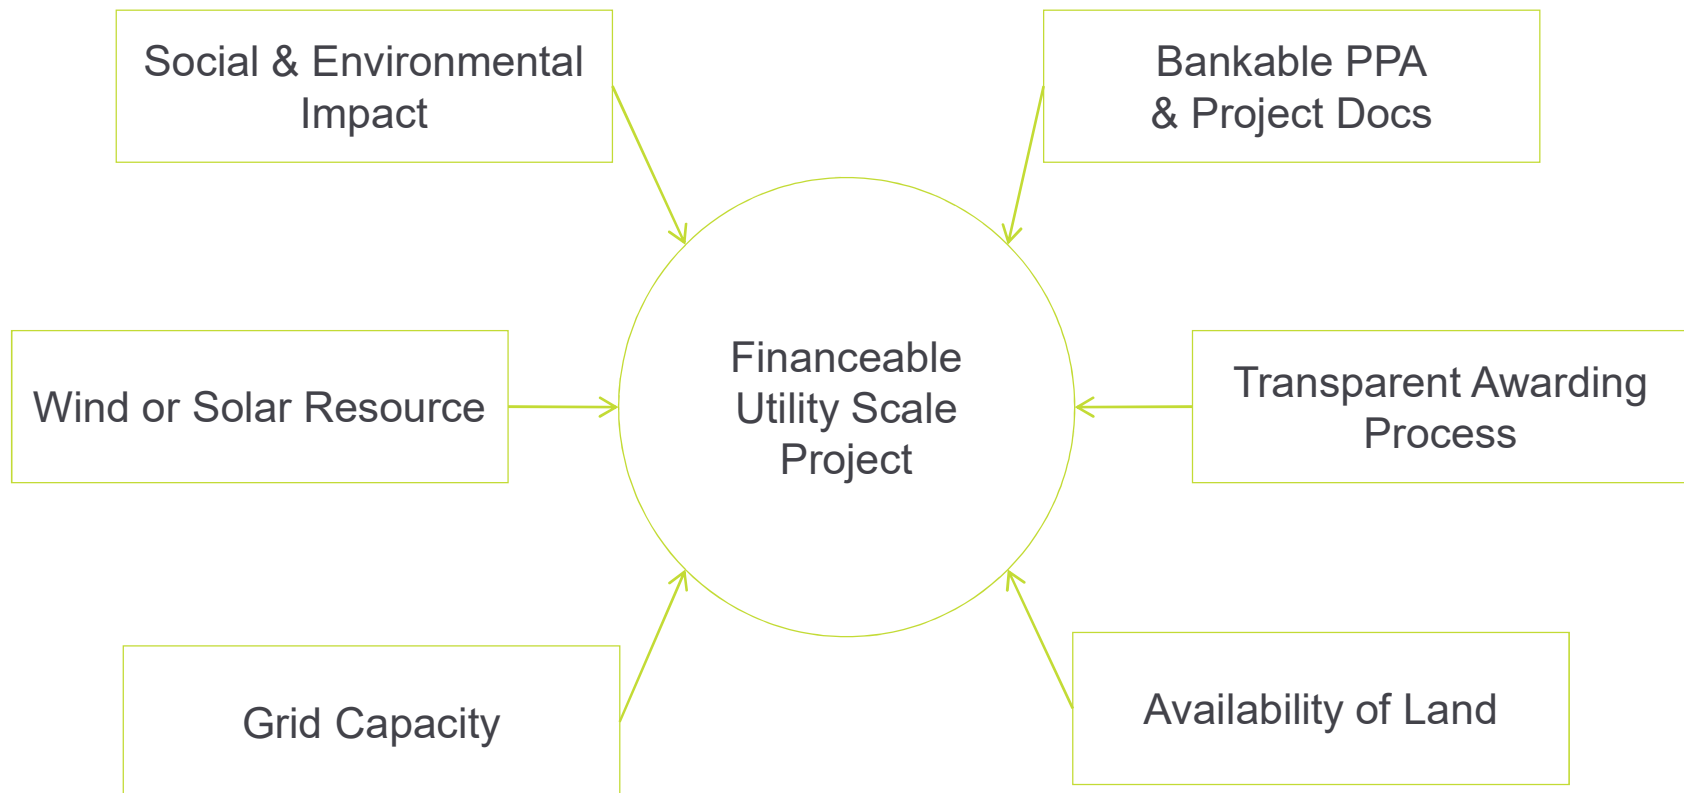 Social & Environmental
Impact
Bankable PPA
& Project Docs
Wind or Solar Resource
Financeable
Utility Scale
Project
Transparent Awarding
Process
Grid Capacity
Availability of Land